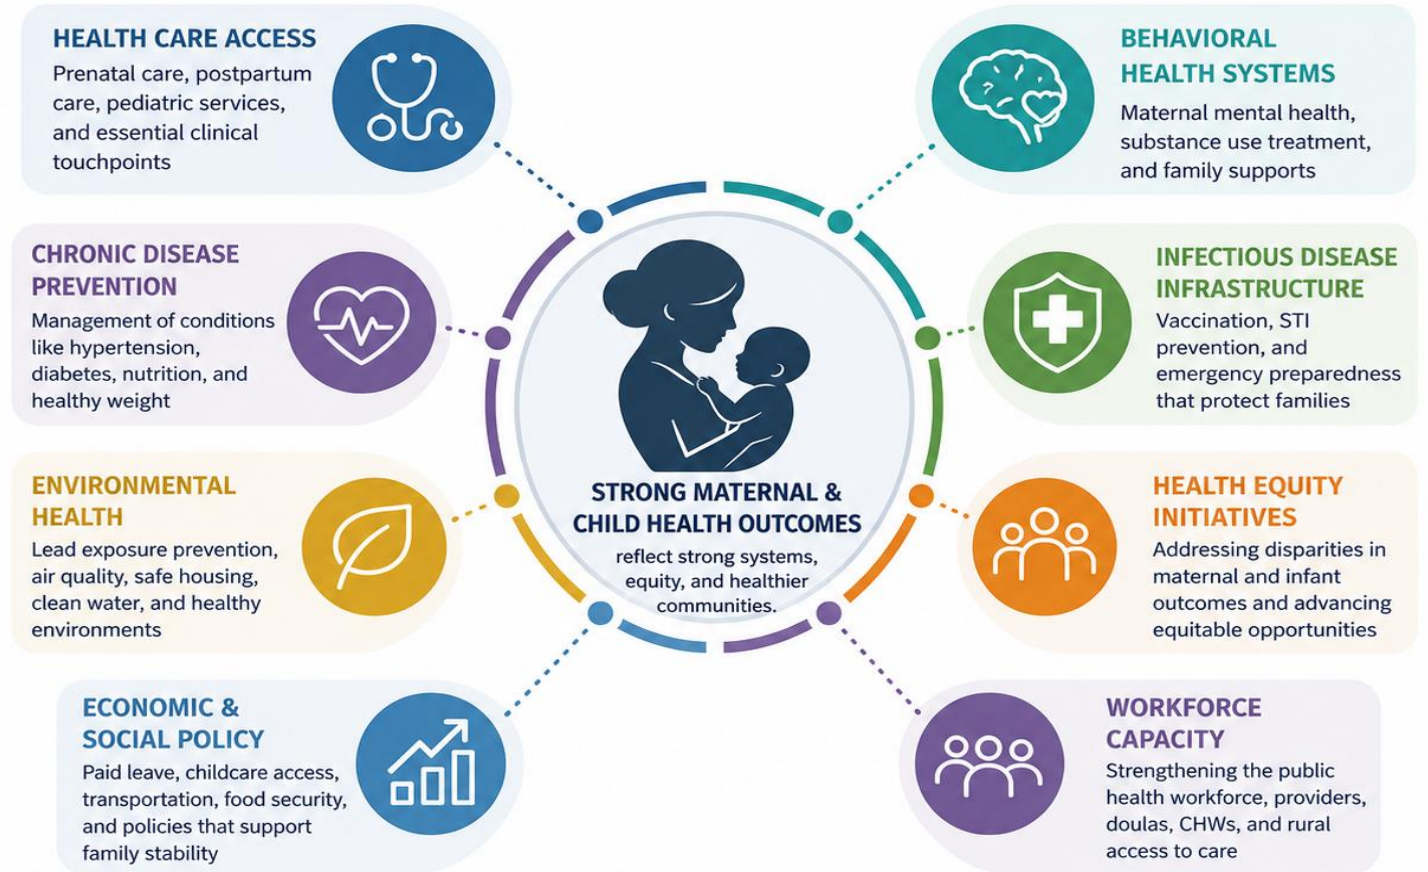 HEALTH CARE ACCESS
Prenatal care, postpartum
care, pediatric services,
and essential clinical
touchpoints
BEHAVIORAL
HEALTH SYSTEMS
Maternal mental health,
substance use treatment,
and family supports
CHRONIC DISEASE
PREVENTION
Management of conditions
like hypertension,
diabetes, nutrition, and
healthy weight
INFECTIOUS DISEASE
INFRASTRUCTURE
Vaccination, STI
prevention, and
emergency preparedness
that protect families
STRONG MATERNAL &
CHILD HEALTH OUTCOMES
reflect strong systems,
equity, and healthier
communities.
ENVIRONMENTAL
HEALTH
Lead exposure prevention,
air quality, safe housing,
clean water, and healthy
environments
HEALTH EQUITY
INITIATIVES
Addressing disparities in
maternal and infant
outcomes and advancing
equitable opportunities
ECONOMIC &
SOCIAL POLICY
Paid leave, childcare access,
transportation, food security,
and policies that support
family stability
WORKFORCE
CAPACITY
Strengthening the public
health workforce, providers,
doulas, CHWs, and rural
access to care